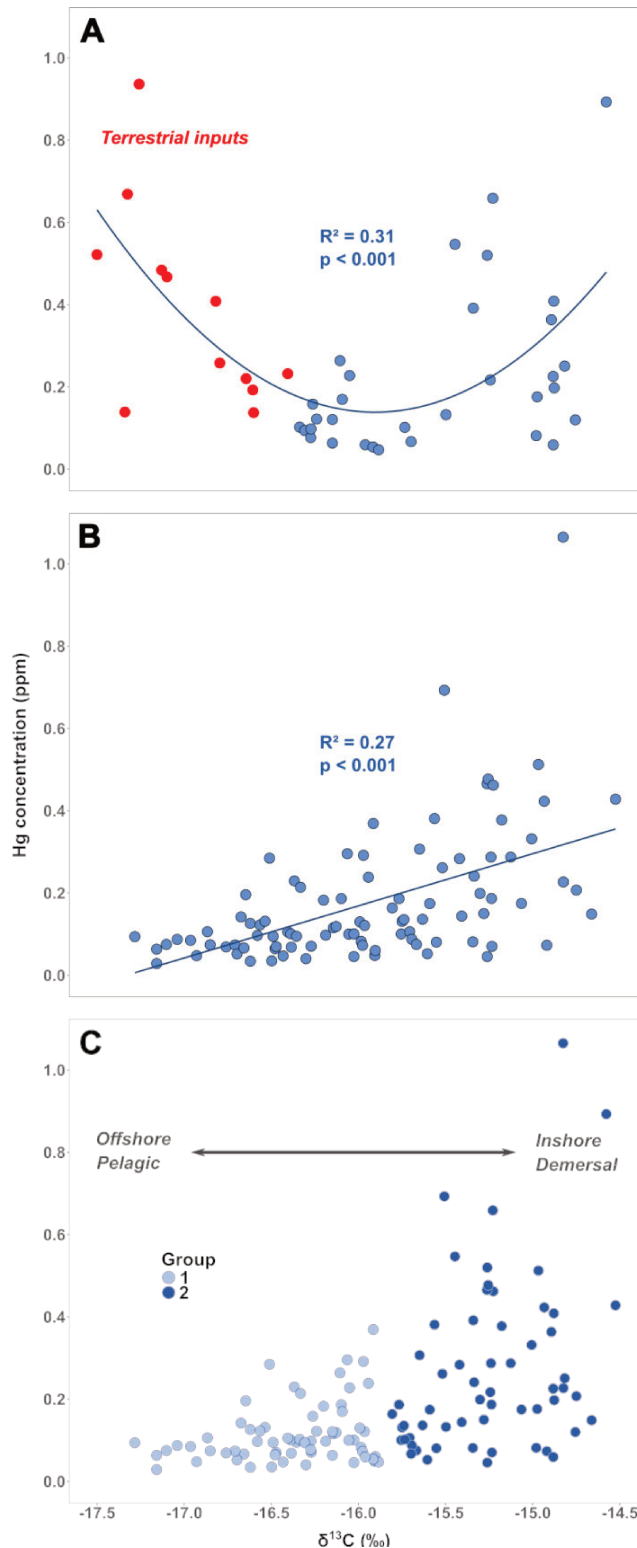 A
1.0
0.8
0.6
0.4
0.2
0.0
Terrestrial inputs
R² = 0.31
p < 0.001
B
1.0
0.8
0.6
0.4
0.2
0.0
Hg concentration (ppm)
R² = 0.27
p < 0.001
C
1.0
0.8
0.6
0.4
0.2
0.0
Offshore
Pelagic
Inshore
Demersal
Group
1
2
-17.5 -17.0 -16.5 -16.0 -15.5 -15.0 -14.5
δ¹³C (‰)